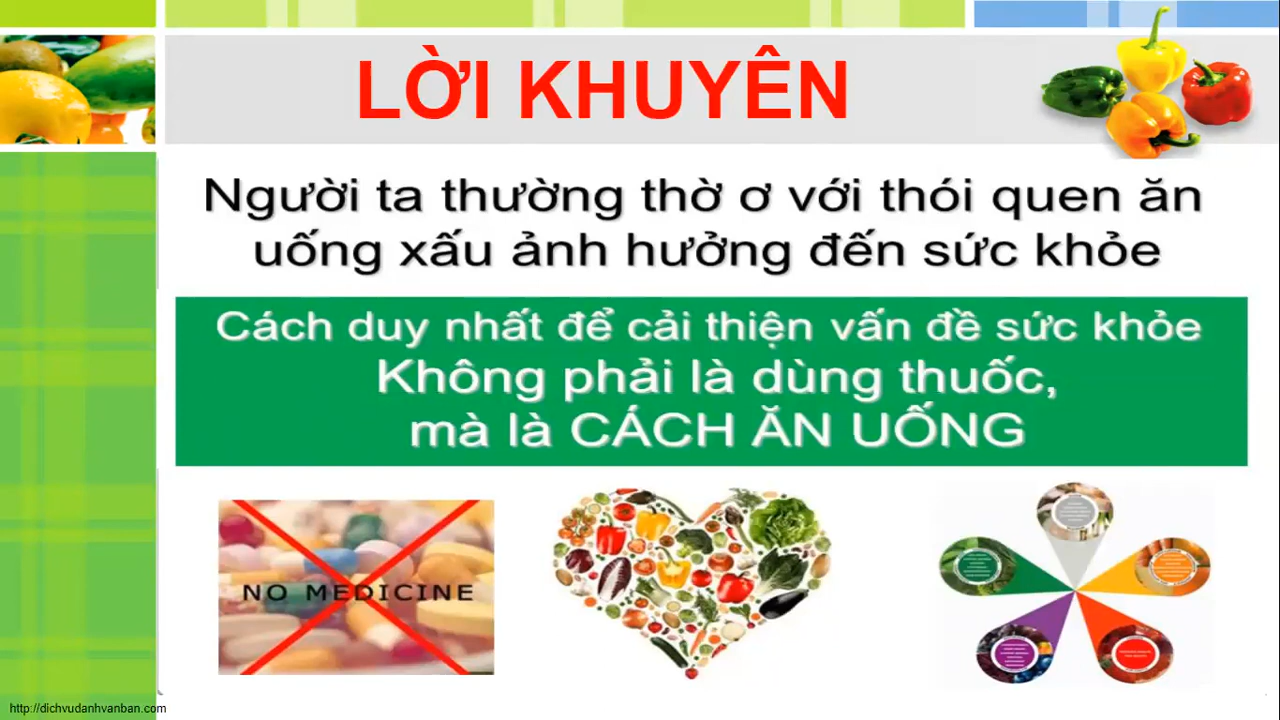 LỜI KHUYÊN
Người ta thường thờ ơ với thói quen ăn
uống xấu ảnh hưởng đến sức khỏe
Cách duy nhất để cải thiện vấn đề sức khỏe
Không phải là dùng thuốc,
mà là CÁCH ĂN UỐNG
NO MEDICINE
http://dichvudanhvanban.com